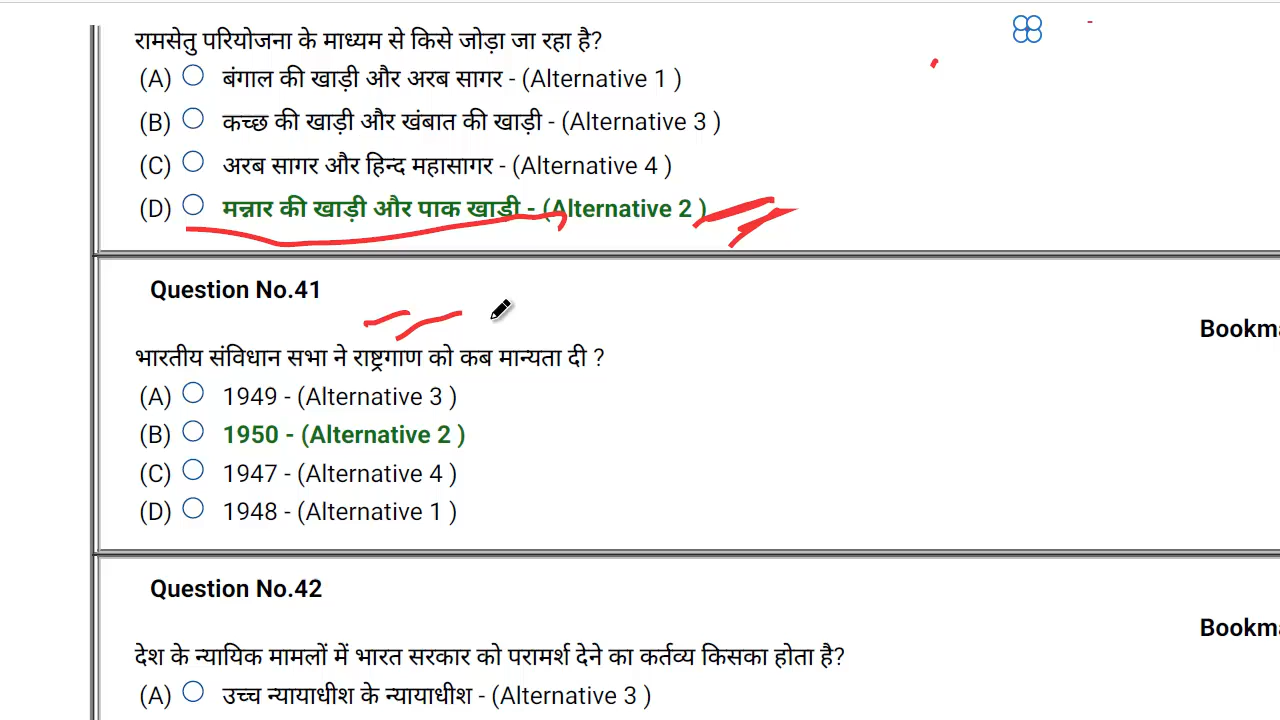 रामसेतु परियोजना के माध्यम से किसे जोड़ा जा रहा है?
(A) बंगाल की खाड़ी और अरब सागर - (Alternative 1 )
(B) कच्छ की खाड़ी और खंबात की खाड़ी - (Alternative 3 )
(C) अरब सागर और हिन्द महासागर - (Alternative 4 )
(D) मन्नार की खाड़ी और पाक खाड़ी - (Alternative 2 )
Question No.41
Bookma
भारतीय संविधान सभा ने राष्ट्रगाण को कब मान्यता दी ?
(A) 1949 - (Alternative 3 )
(B) 1950 - (Alternative 2 )
(C) 1947 - (Alternative 4 )
(D) 1948 - (Alternative 1 )
Question No.42
Bookma
देश के न्यायिक मामलों में भारत सरकार को परामर्श देने का कर्तव्य किसका होता है?
(A) उच्च न्यायाधीश के न्यायाधीश - (Alternative 3 )